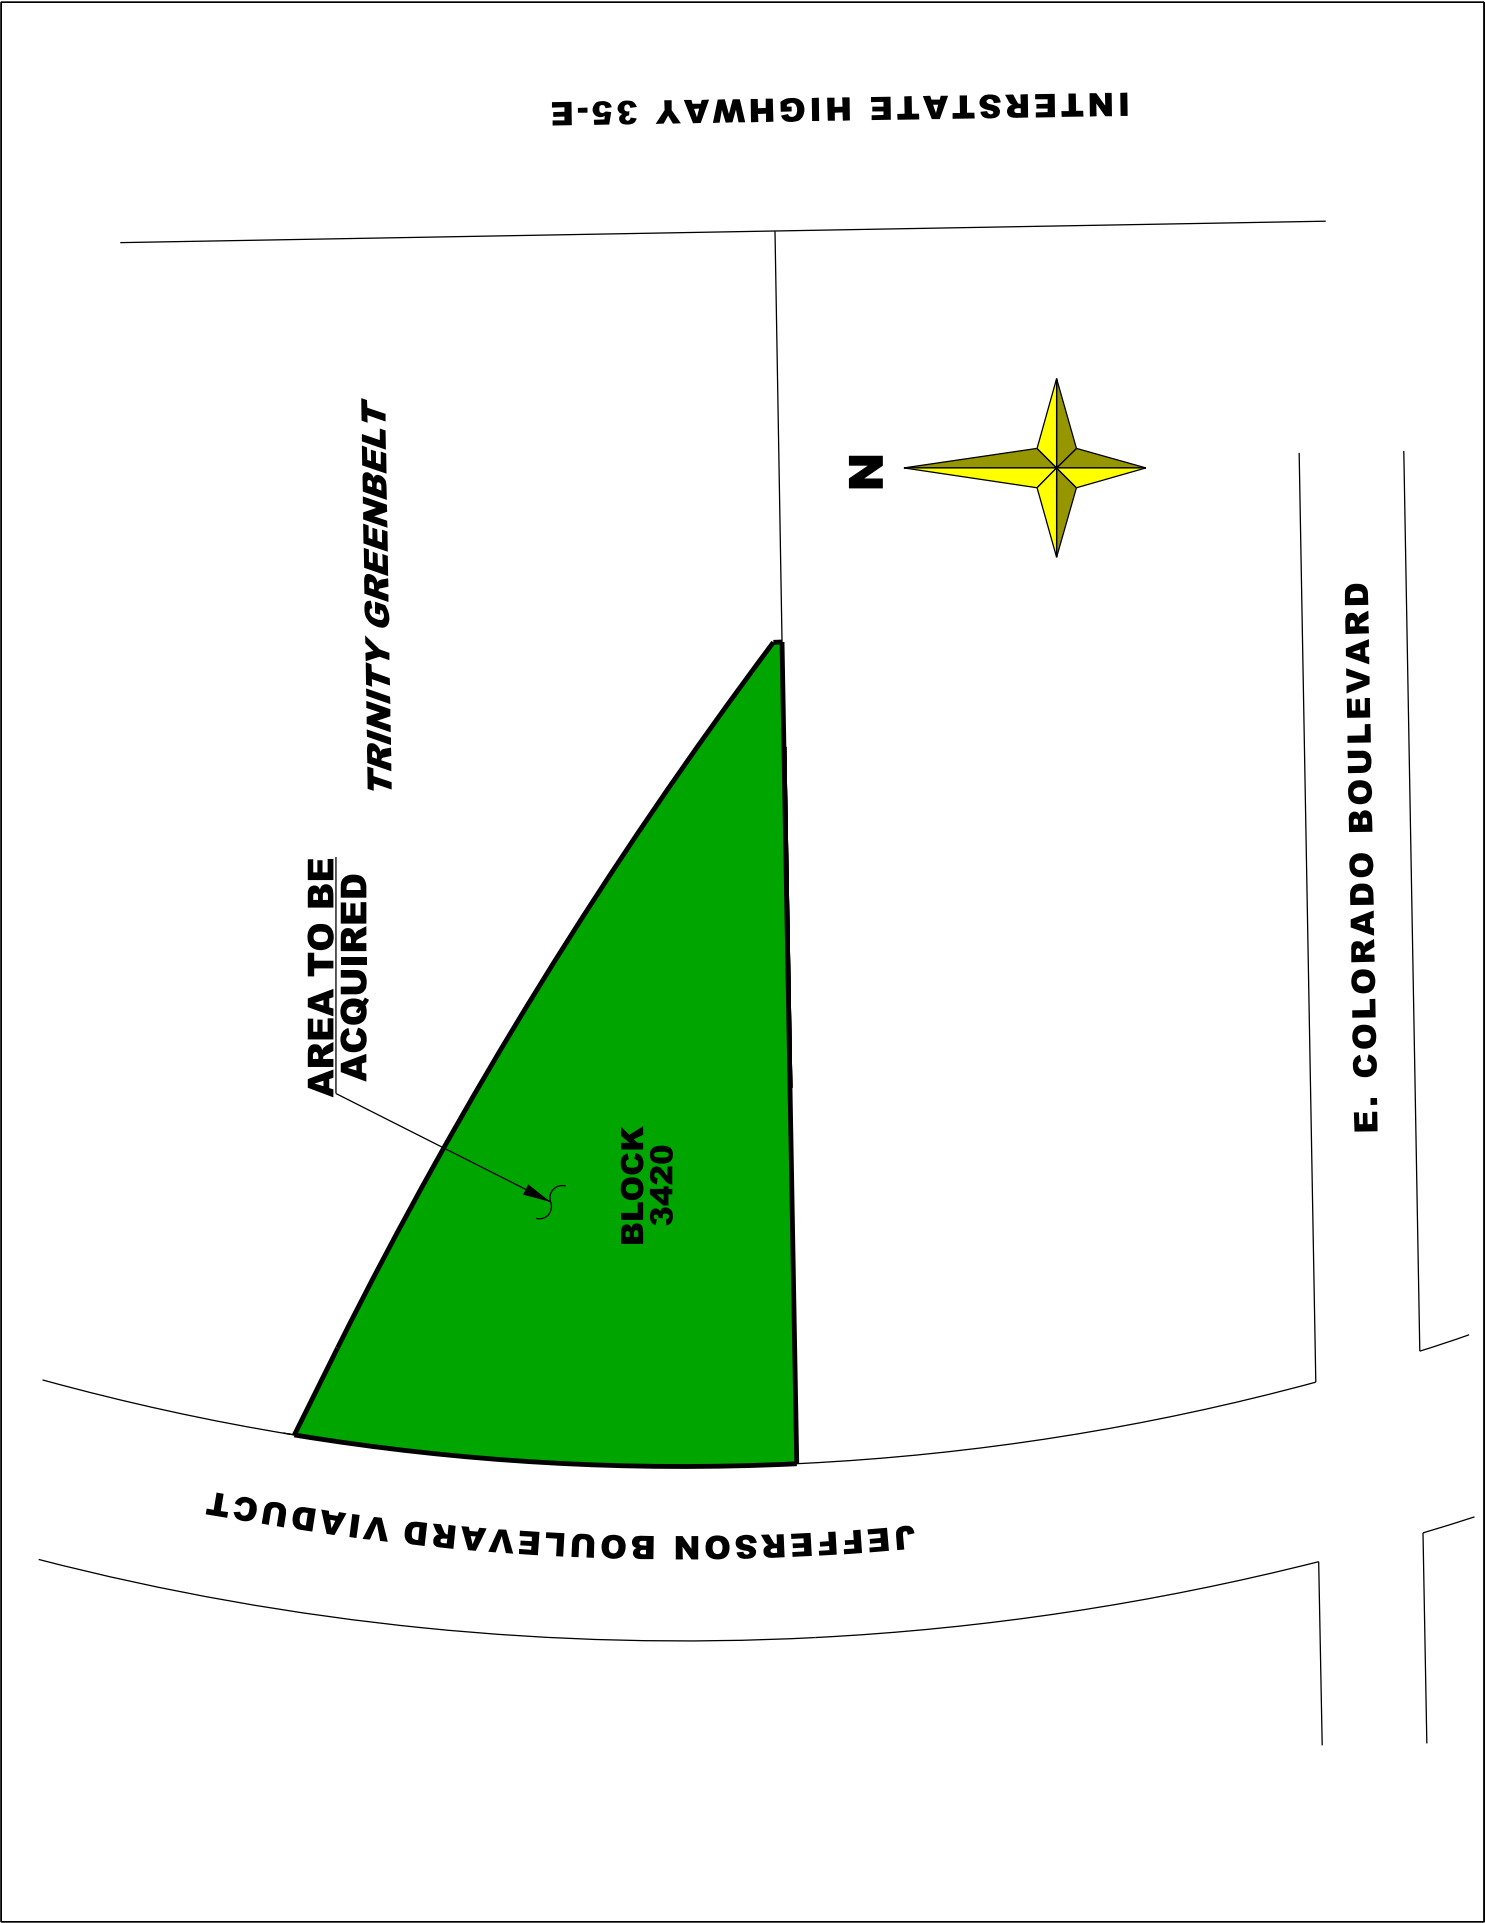 INTERSTATE HIGHWAY 35-E
TRINITY GREENBELT
N
AREA TO BE
ACQUIRED
BLOCK
3420
E. COLORADO BOULEVARD
JEFFERSON BOULEVARD VIADUCT